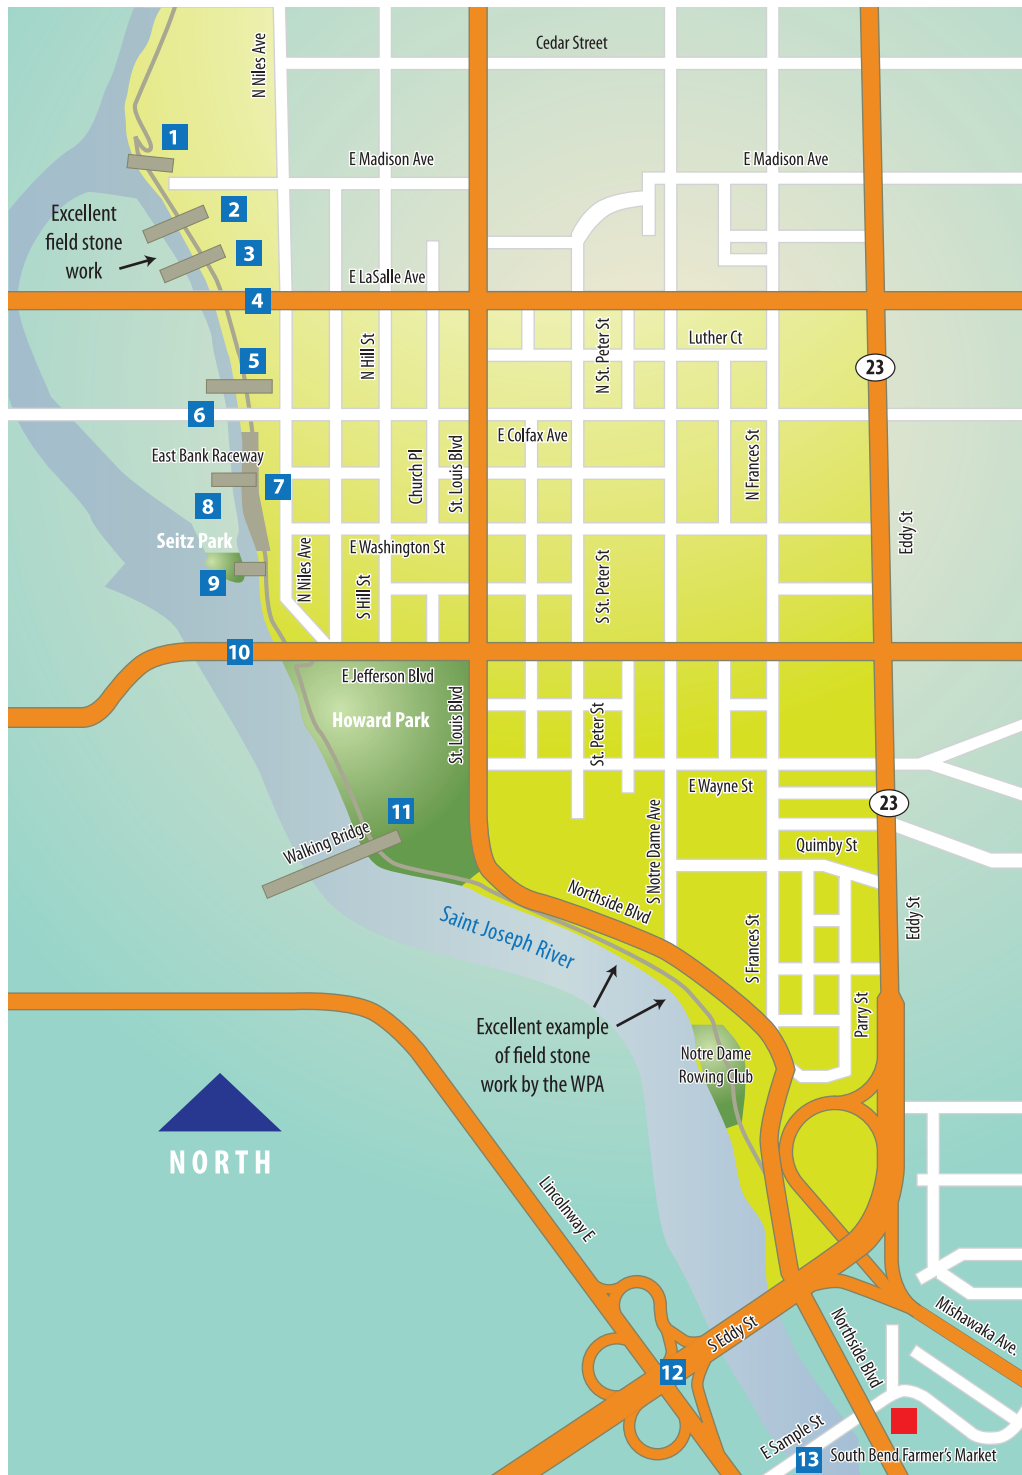 Cedar Street
N Niles Ave
1
E Madison Ave
E Madison Ave
2
Excellent
field stone
work
3
E LaSalle Ave
4
N Hill St
N St. Peter St
Luther Ct
5
23
6
E Colfax Ave
East Bank Raceway
Church Pl
St. Louis Blvd
N Frances St
7
8
Seitz Park
E Washington St
Eddy St
9
N Niles Ave
S Hill St
S St. Peter St
10
E Jefferson Blvd
Howard Park
St. Louis Blvd
St. Peter St
E Wayne St
11
23
Walking Bridge
S Notre Dame Ave
Quimby St
Northside Blvd
Saint Joseph River
S Frances St
Eddy St
Parry St
Excellent example
of field stone
work by the WPA
Notre Dame
Rowing Club
NORTH
Lincolnway E
S Eddy St
Northside Blvd
Mishawaka Ave.
12
E Sample St
13
South Bend Farmer's Market